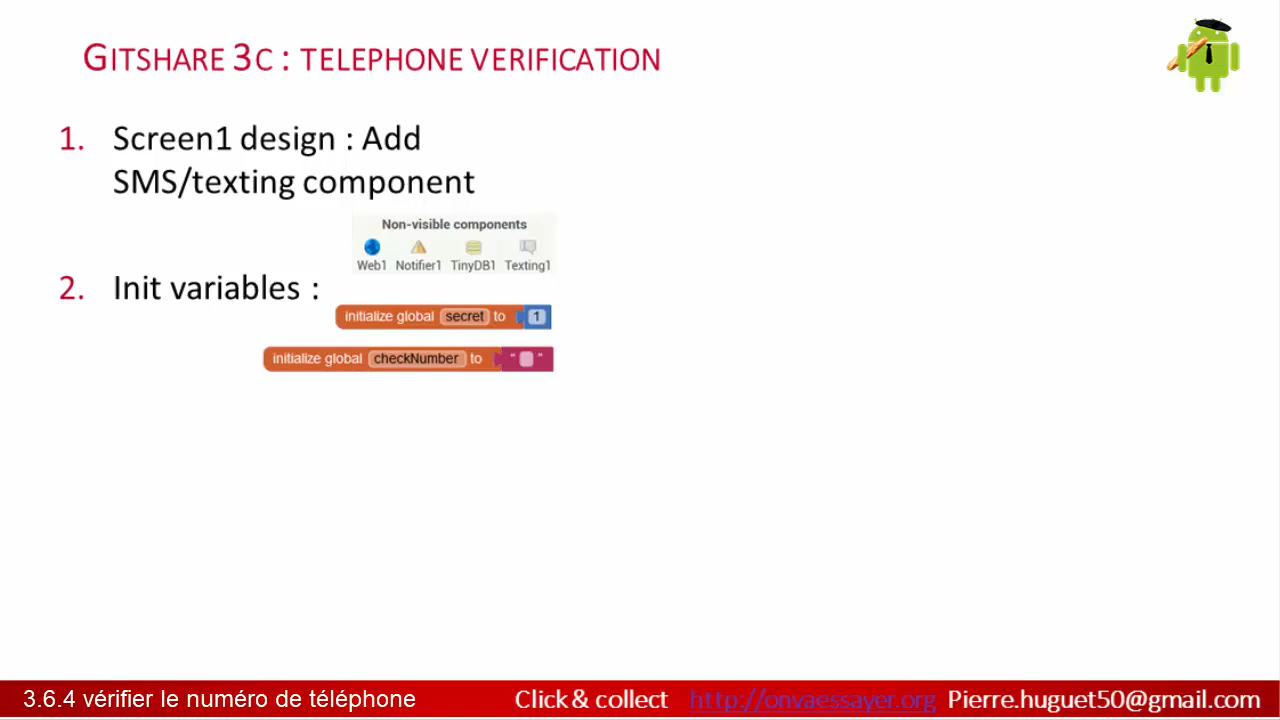 GITSHARE 3C : TELEPHONE VERIFICATION
1. Screen1 design : Add
SMS/texting component
Non-visible components
Web1 Notifier1 TinyDB1 Texting1
2. Init variables :
initialize global secret to 1
initialize global checkNumber to " "
3.6.4 vérifier le numéro de téléphone Click & collect http://onvaessayer.org Pierre.huguet50@gmail.com